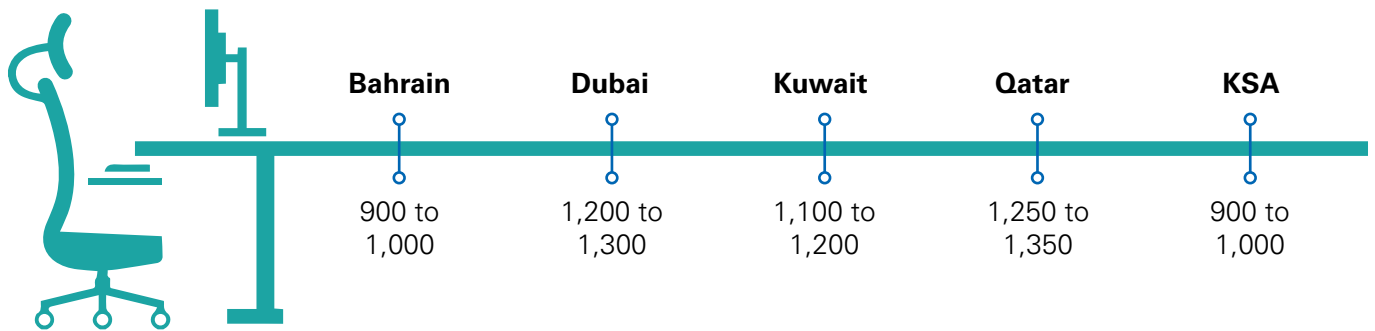 Bahrain
900 to
1,000
Dubai
1,200 to
1,300
Kuwait
1,100 to
1,200
Qatar
1,250 to
1,350
KSA
900 to
1,000